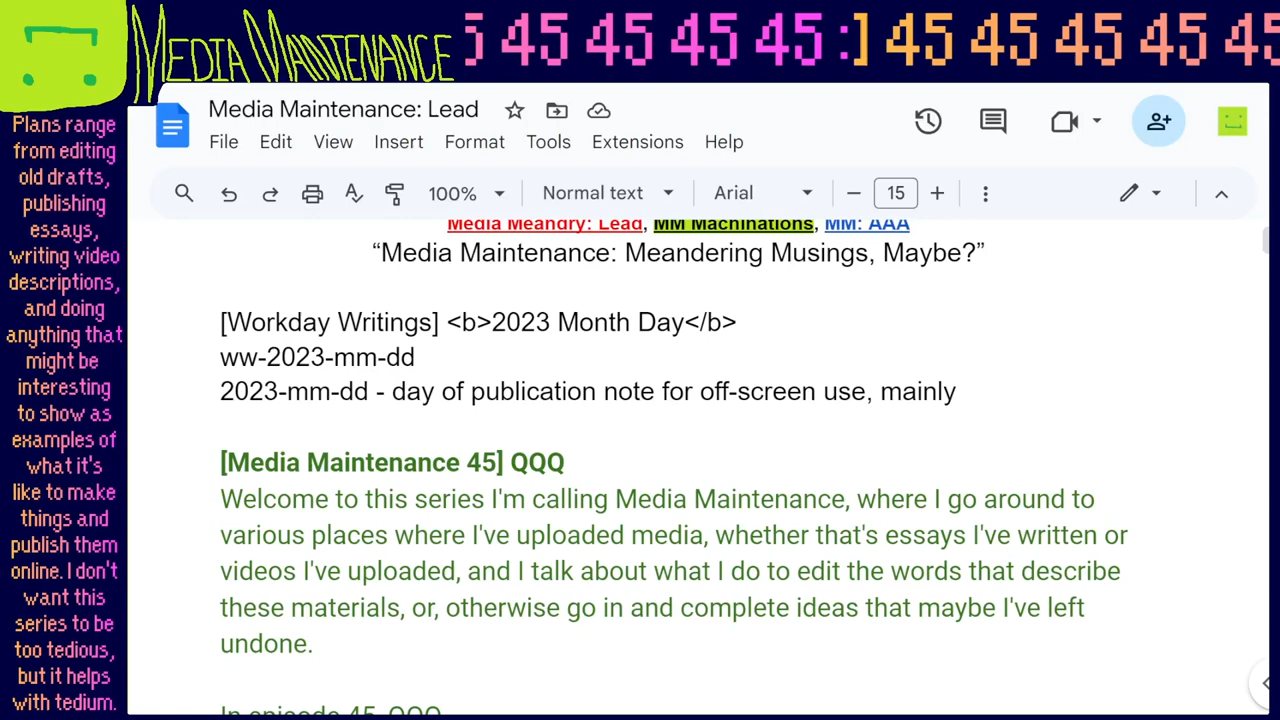 MEDIA MAINTENANCE
45 45 45 45 :] 45 45 45 45 45
Plans range
from editing
old drafts,
publishing
essays,
writing video
descriptions,
and doing
anything that
might be
interesting
to show as
examples of
what it's
like to make
things and
publish them
online. I don't
want this
series to be
too tedious,
but it helps
with tedium.
Media Maintenance: Lead
File Edit View Insert Format Tools Extensions Help
100% Normal text Arial 15
Media Meandry: Lead, MM Machinations, MM: AAA
“Media Maintenance: Meandering Musings, Maybe?”
[Workday Writings] <b>2023 Month Day</b>
ww-2023-mm-dd
2023-mm-dd - day of publication note for off-screen use, mainly
[Media Maintenance 45] QQQ
Welcome to this series I'm calling Media Maintenance, where I go around to
various places where I've uploaded media, whether that's essays I've written or
videos I've uploaded, and I talk about what I do to edit the words that describe
these materials, or, otherwise go in and complete ideas that maybe I've left
undone.
In episode 45, QQQ